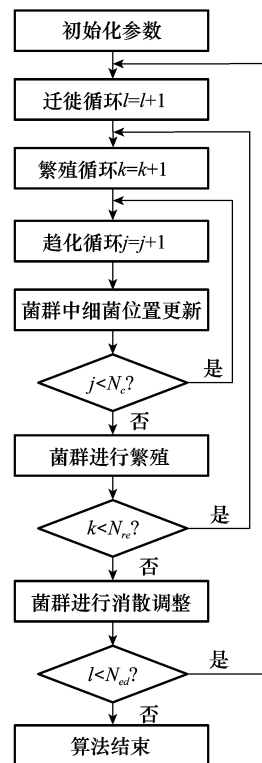 初始化参数
迁徙循环l=l+1
繁殖循环k=k+1
趋化循环j=j+1
菌群中细菌位置更新
j<Nc?
是
否
菌群进行繁殖
k<Nre?
是
否
菌群进行消散调整
l<Ned?
是
否
算法结束